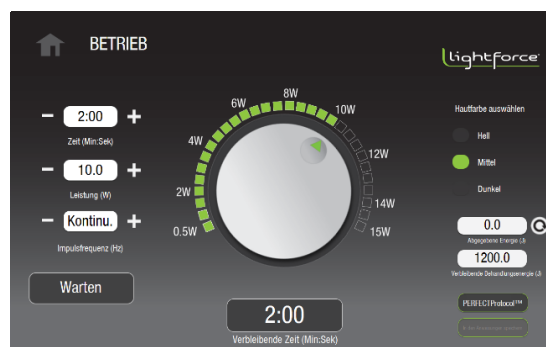 BETRIEB
lightforce
- 2:00 +
Zeit (Min:Sek)
- 10.0 +
Leistung (W)
- Kontinu. +
Impulsfrequenz (Hz)
Warten
0.5W
2W
4W
6W
8W
10W
12W
14W
15W
2:00
Verbleibende Zeit (Min:Sek)
Hautfarbe auswählen
Hell
Mittel
Dunkel
0.0
Abgegebene Energie (J)
1200.0
Verbleibende Behandlungsenergie (J)
PERFECTProtocol™